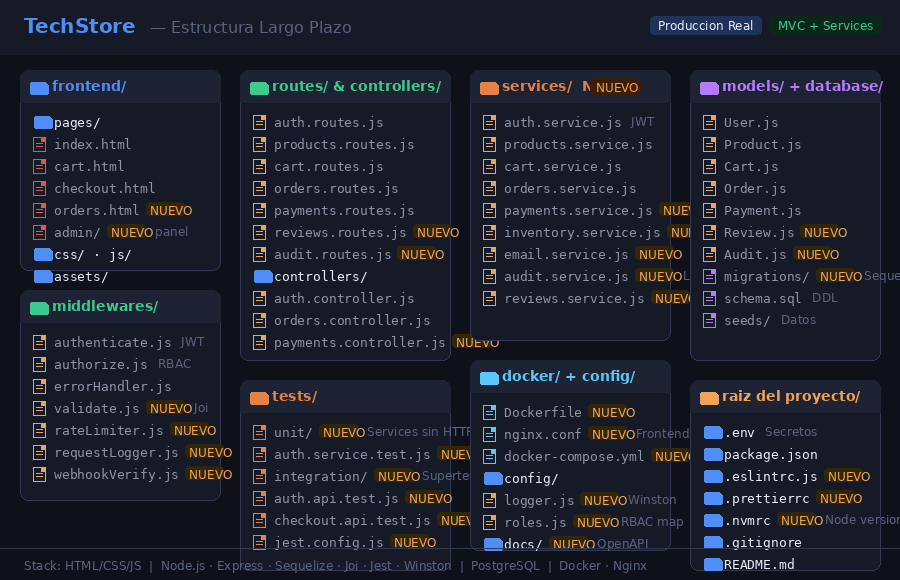 TechStore — Estructura Largo Plazo
Produccion Real
MVC + Services
frontend/
pages/
index.html
cart.html
checkout.html
orders.html NUEVO
admin/ NUEVO panel
css/ · js/
assets/
middlewares/
authenticate.js JWT
authorize.js RBAC
errorHandler.js
validate.js NUEVO Joi
rateLimiter.js NUEVO
requestLogger.js NUEVO
webhookVerify.js NUEVO
routes/ & controllers/
auth.routes.js
products.routes.js
cart.routes.js
orders.routes.js
payments.routes.js
reviews.routes.js NUEVO
audit.routes.js NUEVO
controllers/
auth.controller.js
orders.controller.js
payments.controller.js NUEVO
tests/
unit/ NUEVO Services sin HTTP
auth.service.test.js NUEV
integration/ NUEVO Superte
auth.api.test.js NUEVO
checkout.api.test.js NUEV
jest.config.js NUEVO
services/ N NUEVO
auth.service.js JWT
products.service.js
cart.service.js
orders.service.js
payments.service.js NUEV
inventory.service.js NU
email.service.js NUEVO
audit.service.js NUEVO L
reviews.service.js NUEV
docker/ + config/
Dockerfile NUEVO
nginx.conf NUEVO Frontend
docker-compose.yml NUEV
config/
logger.js NUEVO Winston
roles.js NUEVO RBAC map
docs/ NUEVO OpenAPI
models/ + database/
User.js
Product.js
Cart.js
Order.js
Payment.js
Review.js NUEVO
Audit.js NUEVO
migrations/ NUEVO Seque
schema.sql DDL
seeds/ Datos
raiz del proyecto/
.env Secretos
package.json
.eslintrc.js NUEVO
.prettierrc NUEVO
.nvmrc NUEVO Node version
.gitignore
README.md
Stack: HTML/CSS/JS | Node.js · Express · Sequelize · Joi · Jest · Winston | PostgreSQL | Docker · Nginx